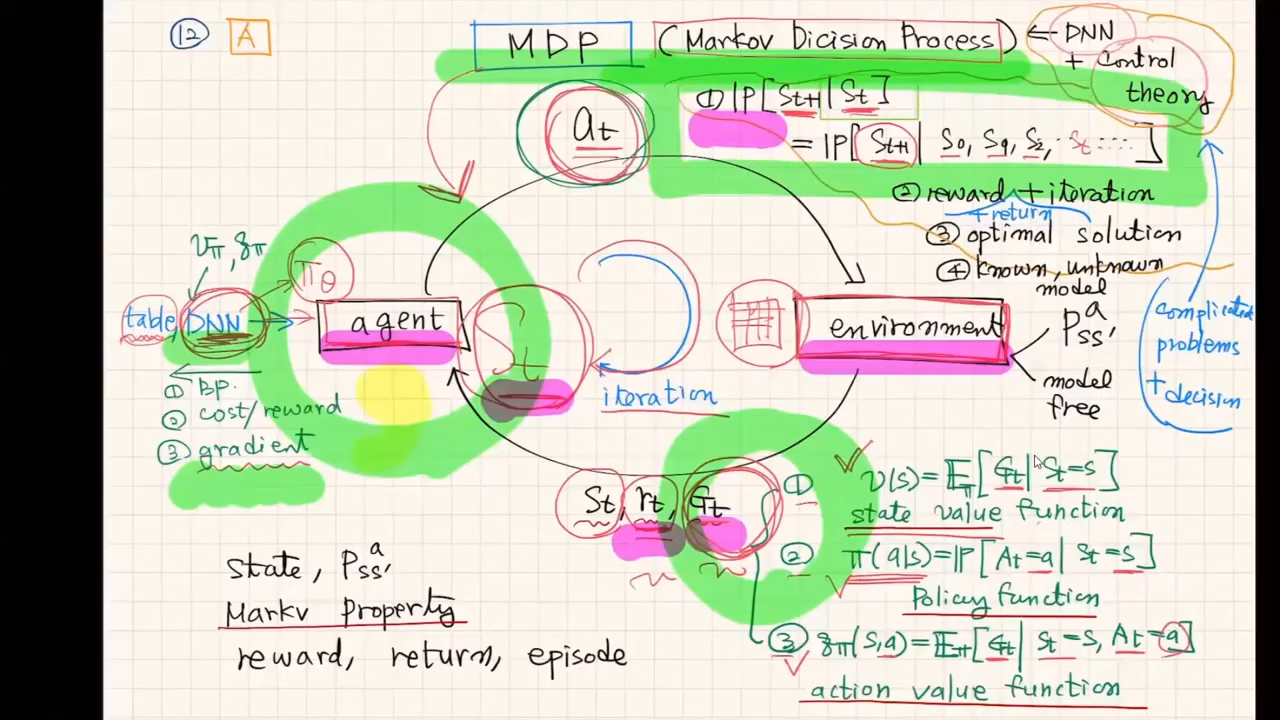 12 A
MDP (Markov Dicision Process) ⇐ DNN
+ control
theory
① P[St+1 | St]
= P[St+1 | S0, S1, S2, ... St ....]
② reward + iteration
+ return
③ optimal solution
④ known, unknown
model
P^a_ss'
model
free
complicated
problems
+ decision
at
vπ, qπ
πθ
table, DNN
agent
St
iteration
environment
① BP.
② cost/reward
③ gradient
St, rt, Gt
① v(s) = Eπ[Gt | St = s]
state value function
② π(a|s) = P[At = a | St = s]
Policy function
③ qπ(s,a) = Eπ[Gt | St = s, At = a]
action value function
state, P^a_ss'
Markv property
reward, return, episode